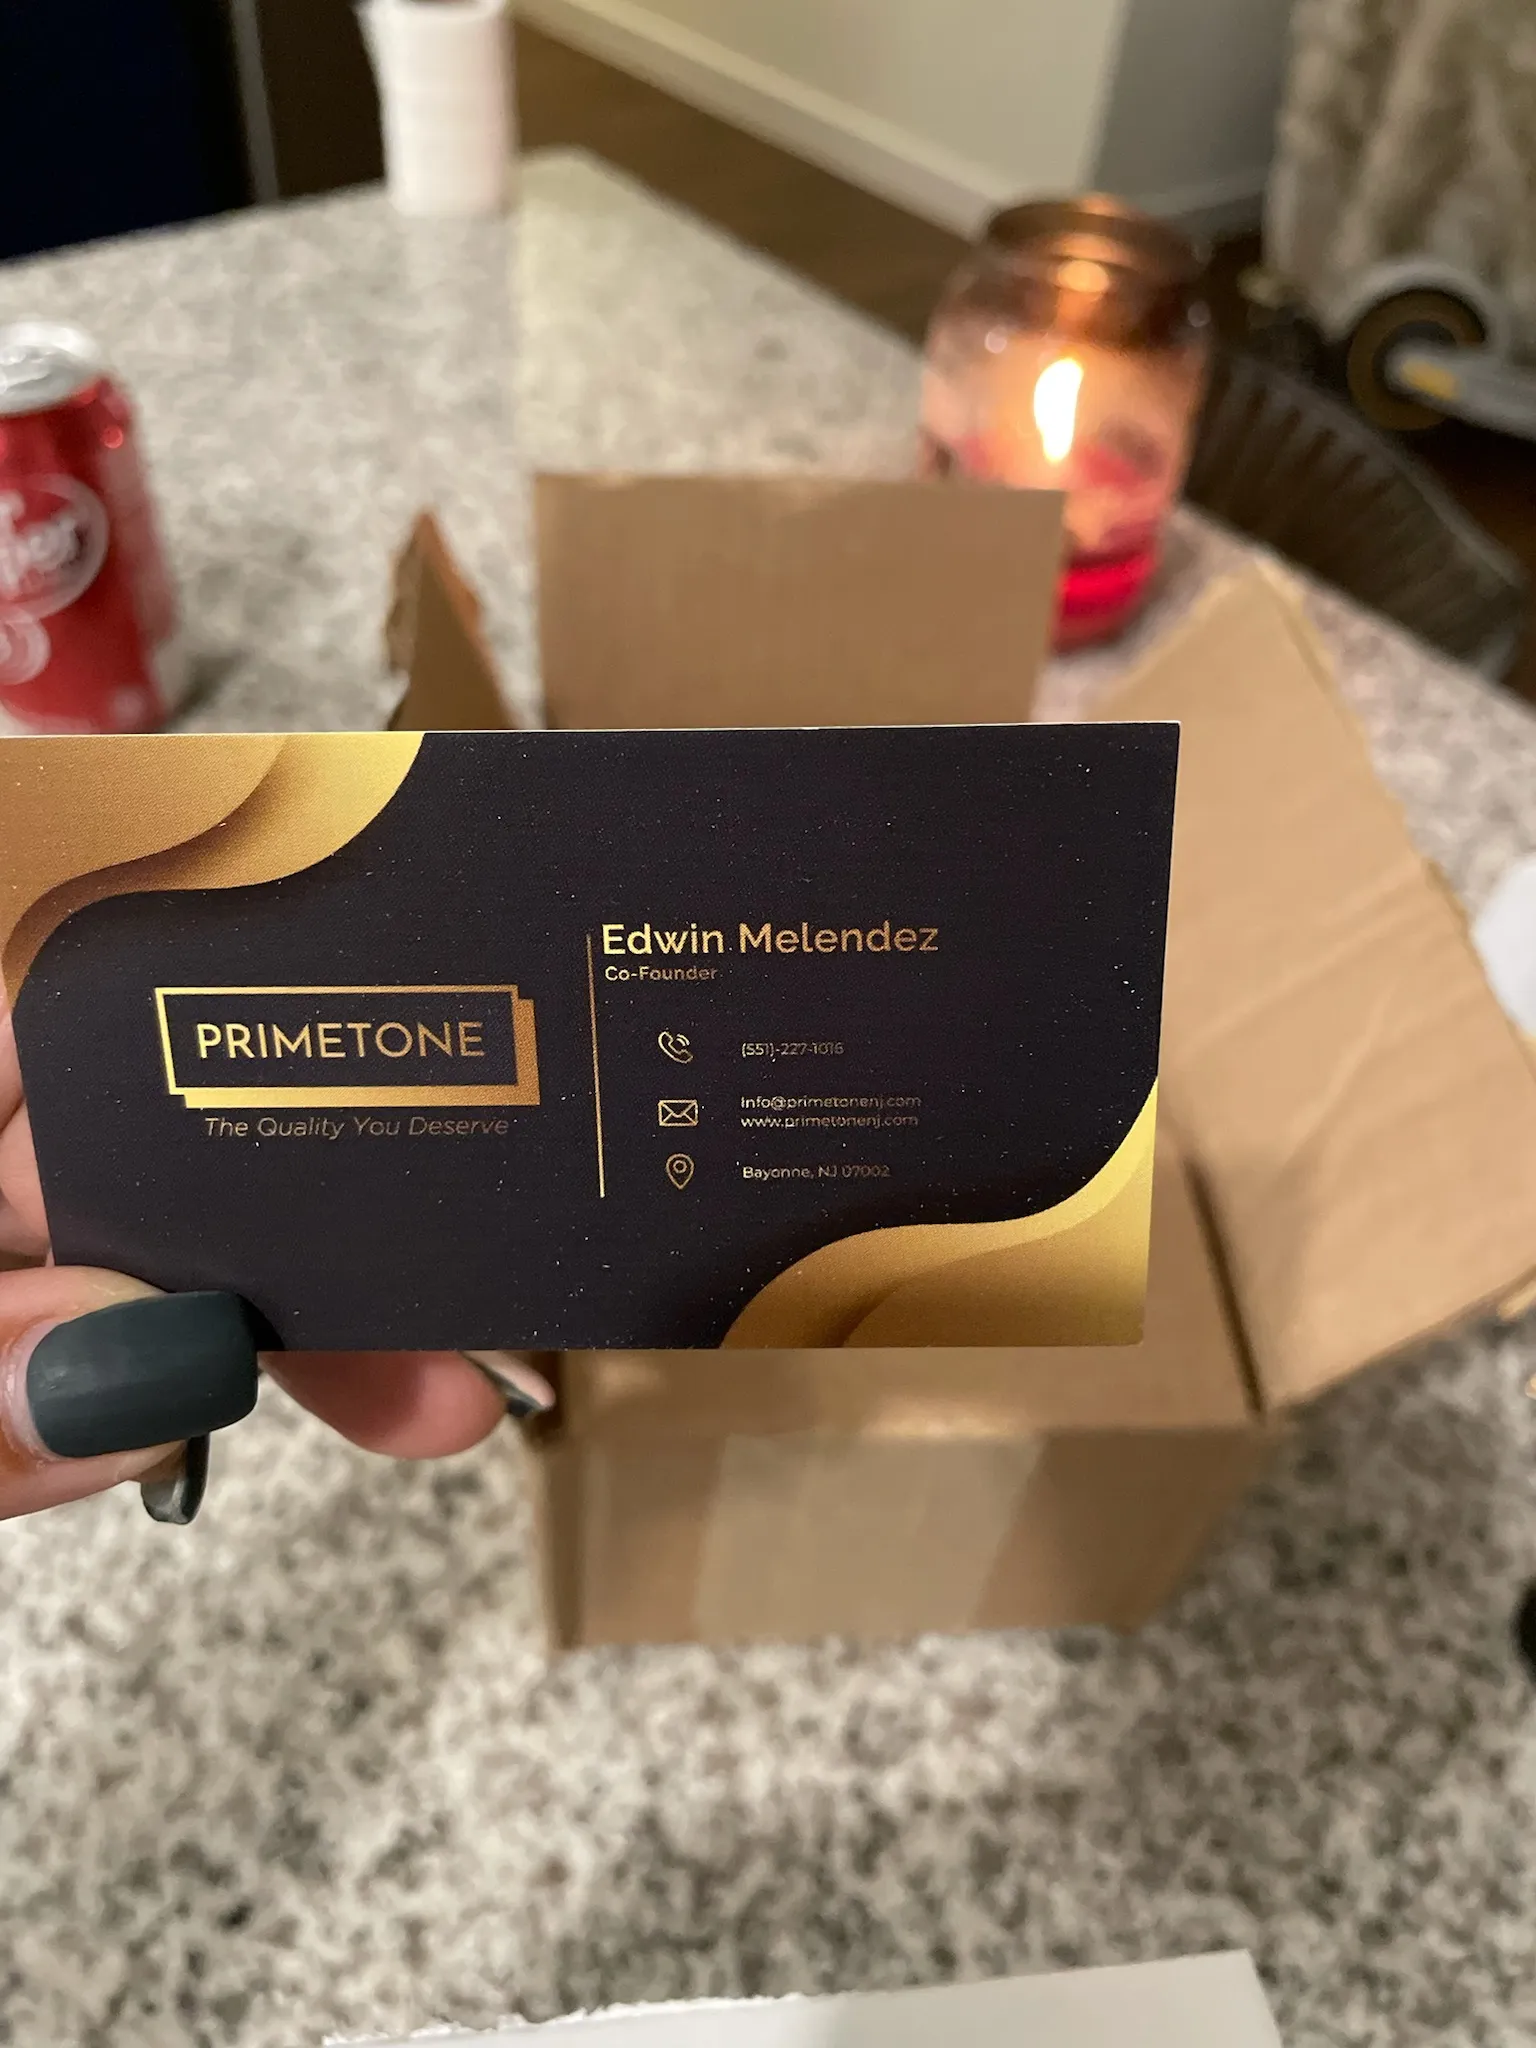 PRIMETONE
The Quality You Deserve
Edwin Melendez
Co-Founder
(551)-227-1016
Info@primetonenj.com
www.primetonenj.com
Bayonne, NJ 07002